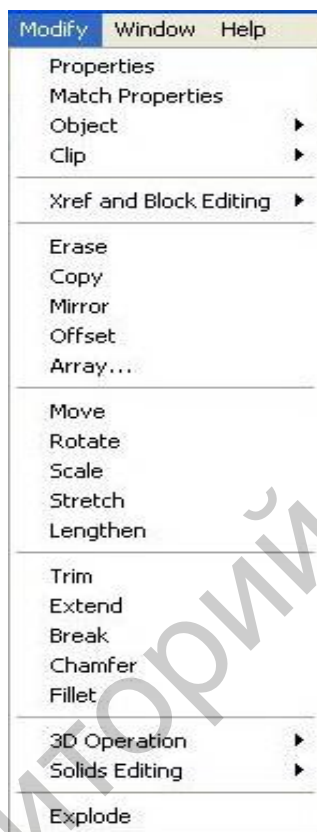 Modify Window Help
Properties
Match Properties
Object
Clip
Xref and Block Editing
Erase
Copy
Mirror
Offset
Array...
Move
Rotate
Scale
Stretch
Lengthen
Trim
Extend
Break
Chamfer
Fillet
3D Operation
Solids Editing
Explode